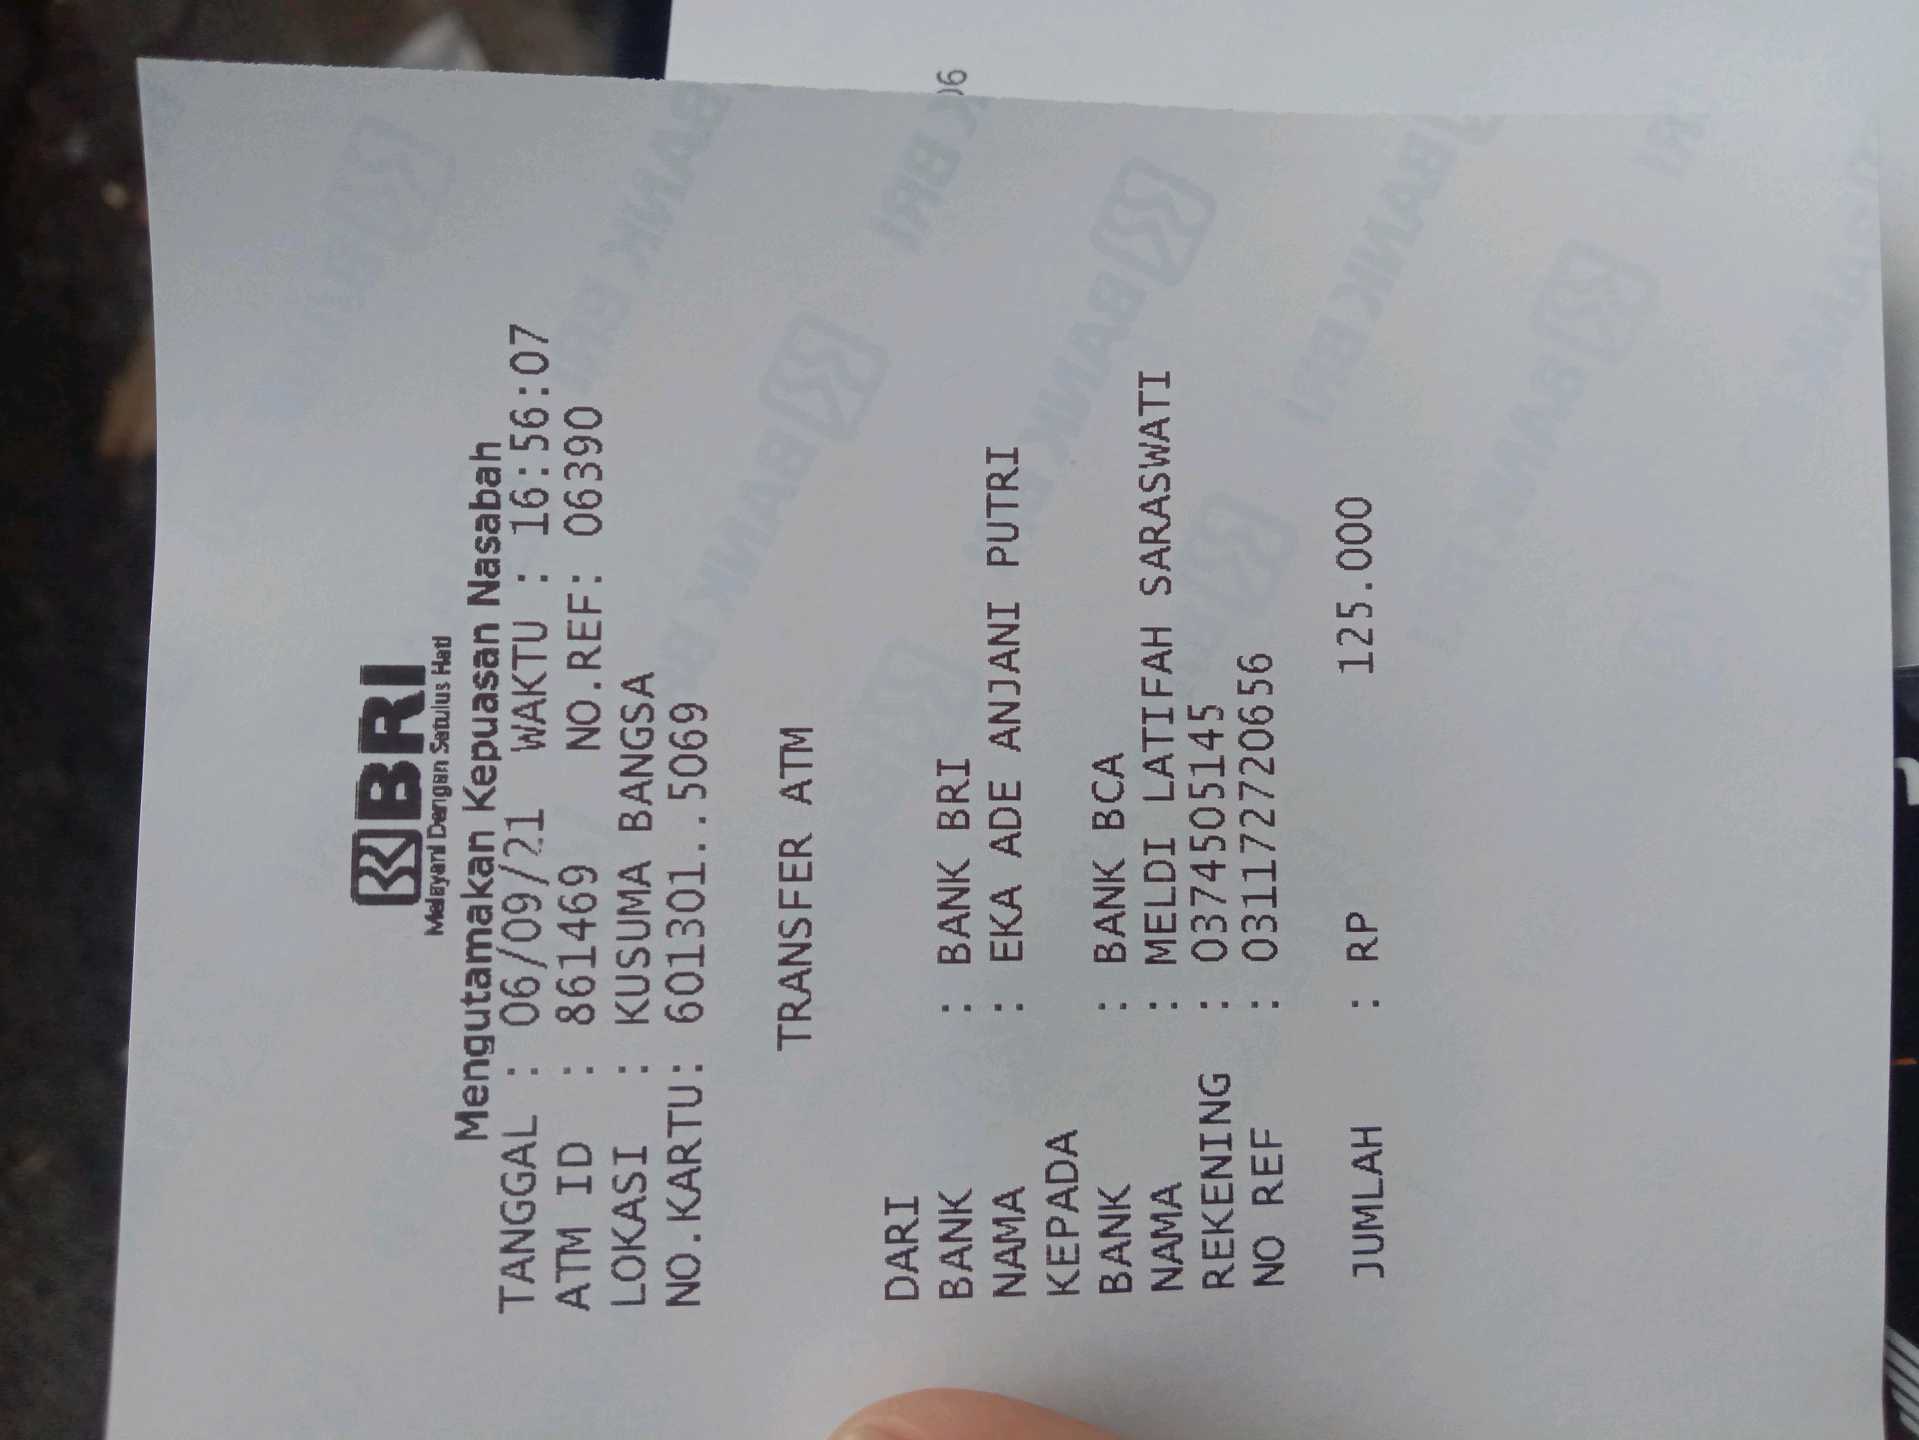 BRI
Melayani Dengan Setulus Hati
Mengutamakan Kepuasan Nasabah
TANGGAL : 06/09/21 WAKTU : 16:56:07
ATM ID : 861469 NO.REF: 06390
LOKASI : KUSUMA BANGSA
NO.KARTU: 601301..5069
TRANSFER ATM
DARI
BANK : BANK BRI
NAMA : EKA ADE ANJANI PUTRI
KEPADA
BANK : BANK BCA
NAMA : MELDI LATIFAH SARASWATI
REKENING : 0374505145
NO REF : 031172720656
JUMLAH : RP 125.000